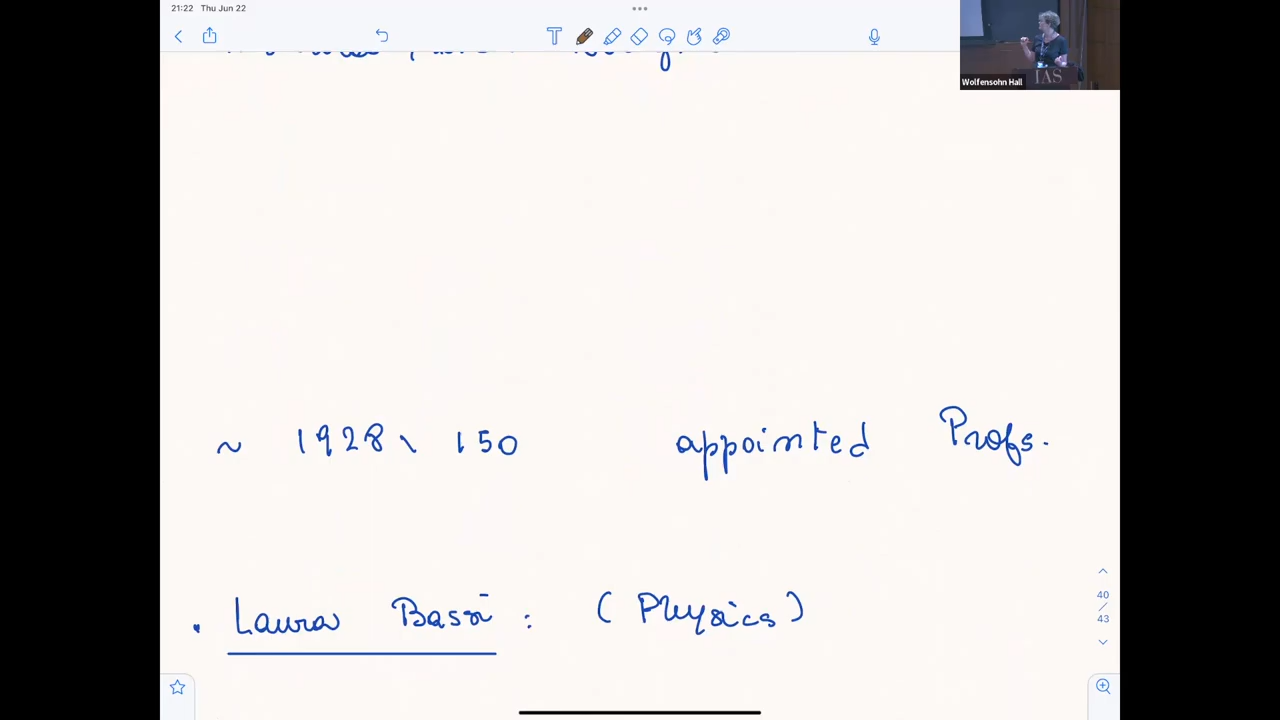 21:22 Thu Jun 22
Wolfensohn Hall
IAS
~ 1928 \ 150 appointed Profs.
. Laura Bassi : (Physics)
40
/
43